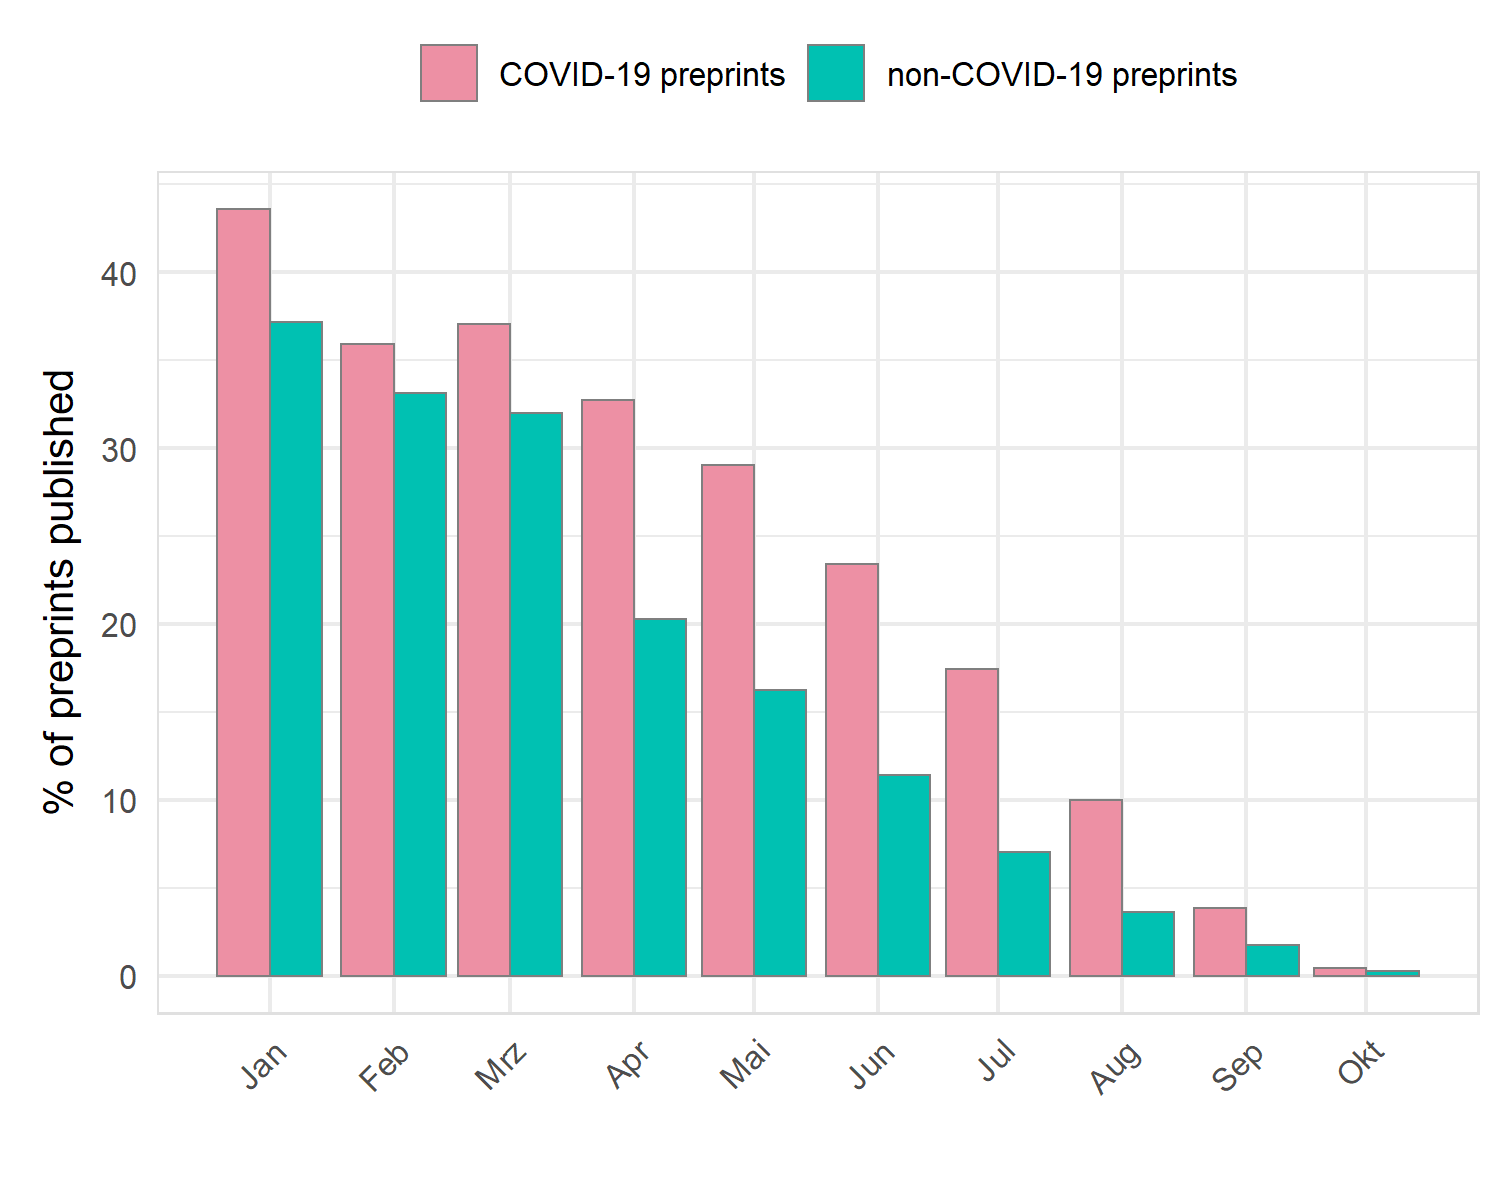 COVID-19 preprints
non-COVID-19 preprints
% of preprints published
40
30
20
10
0
Jan
Feb
Mrz
Apr
Mai
Jun
Jul
Aug
Sep
Okt